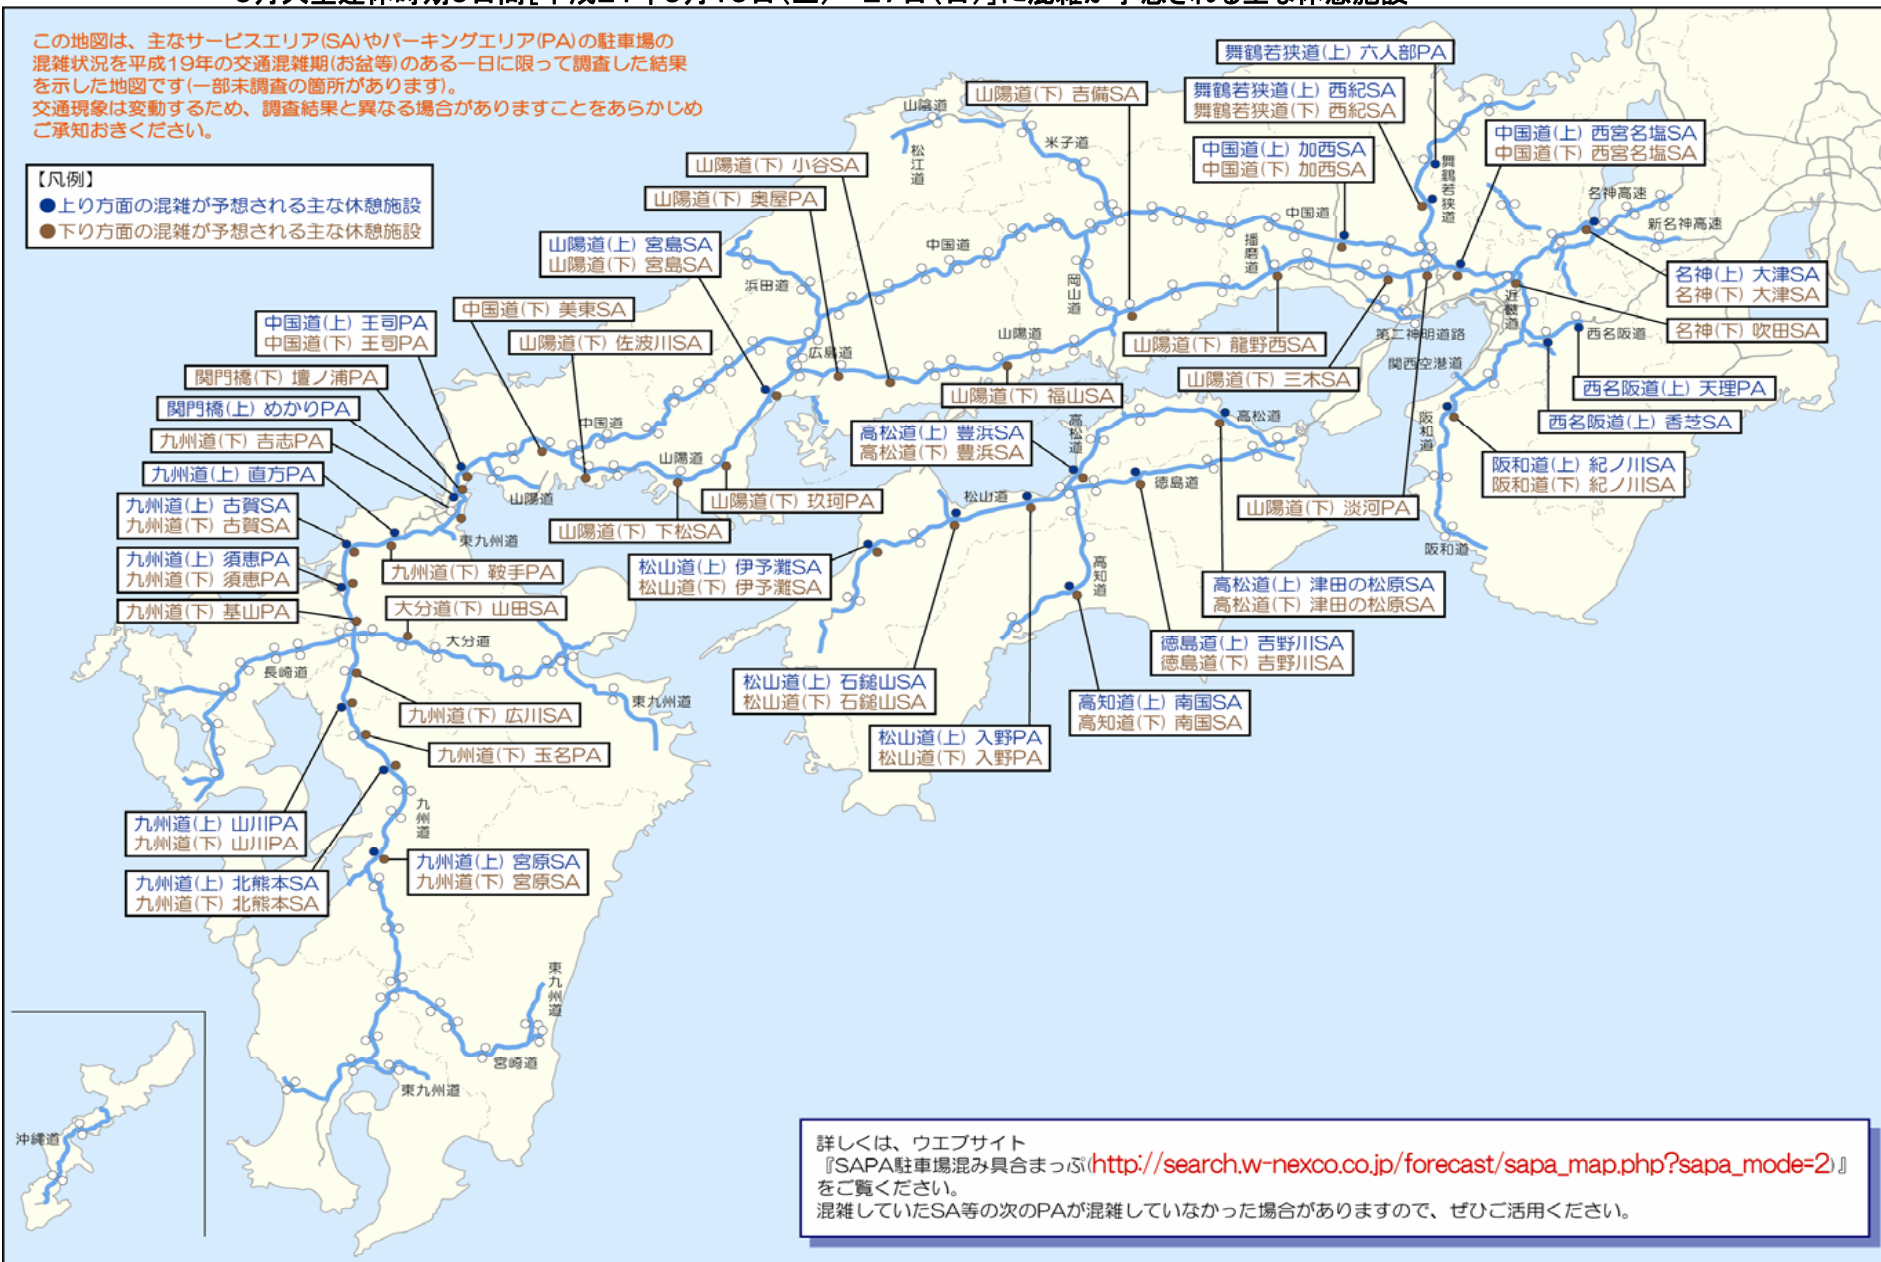 この地図は、主なサービスエリア(SA)やパーキングエリア(PA)の駐車場の
混雑状況を平成19年の交通混雑期(お盆等)のある一日に限って調査した結果
を示した地図です(一部未調査の箇所があります)。
交通現象は変動するため、調査結果と異なる場合がありますことをあらかじめ
ご承知おきください。
【凡例】
●上り方面の混雑が予想される主な休憩施設
●下り方面の混雑が予想される主な休憩施設
舞鶴若狭道(上) 六人部PA
舞鶴若狭道(上) 西紀SA
舞鶴若狭道(下) 西紀SA
山陽道(下) 吉備SA
中国道(上) 西宮名塩SA
中国道(下) 西宮名塩SA
中国道(上) 加西SA
中国道(下) 加西SA
山陽道(下) 小谷SA
山陽道(下) 奥屋PA
山陽道(上) 宮島SA
山陽道(下) 宮島SA
名神(上) 大津SA
名神(下) 大津SA
名神(下) 吹田SA
中国道(下) 美東SA
中国道(上) 王司PA
中国道(下) 王司PA
山陽道(下) 佐波川SA
山陽道(下) 龍野西SA
山陽道(下) 三木SA
山陽道(下) 福山SA
関門橋(下) 壇ノ浦PA
関門橋(上) めかりPA
九州道(下) 吉志PA
九州道(上) 直方PA
九州道(上) 古賀SA
九州道(下) 古賀SA
九州道(上) 須恵PA
九州道(下) 須恵PA
九州道(下) 基山PA
西名阪道(上) 天理PA
西名阪道(上) 香芝SA
高松道(上) 豊浜SA
高松道(下) 豊浜SA
阪和道(上) 紀ノ川SA
阪和道(下) 紀ノ川SA
山陽道(下) 玖珂PA
山陽道(下) 淡河PA
山陽道(下) 下松SA
九州道(下) 鞍手PA
大分道(下) 山田SA
松山道(上) 伊予灘SA
松山道(下) 伊予灘SA
高松道(上) 津田の松原SA
高松道(下) 津田の松原SA
徳島道(上) 吉野川SA
徳島道(下) 吉野川SA
松山道(上) 石鎚山SA
松山道(下) 石鎚山SA
高知道(上) 南国SA
高知道(下) 南国SA
松山道(上) 入野PA
松山道(下) 入野PA
九州道(下) 広川SA
九州道(下) 玉名PA
九州道(上) 山川PA
九州道(下) 山川PA
九州道(上) 宮原SA
九州道(下) 宮原SA
九州道(上) 北熊本SA
九州道(下) 北熊本SA
山陰道
松江道
米子道
舞鶴若狭道
名神高速
新名神高速
中国道
中国道
播磨道
浜田道
岡山道
広島道
山陽道
第二神明道路
近畿道
西名阪道
関西空港道
中国道
山陽道
山陽道
高松道
高松道
阪和道
阪和道
松山道
徳島道
高知道
東九州道
大分道
長崎道
東九州道
九州道
東九州道
宮崎道
東九州道
沖縄道
詳しくは、ウエブサイト
『SAPA駐車場混み具合まっぷ(http://search.w-nexco.co.jp/forecast/sapa_map.php?sapa_mode=2)』
をご覧ください。
混雑していたSA等の次のPAが混雑していなかった場合がありますので、ぜひご活用ください。